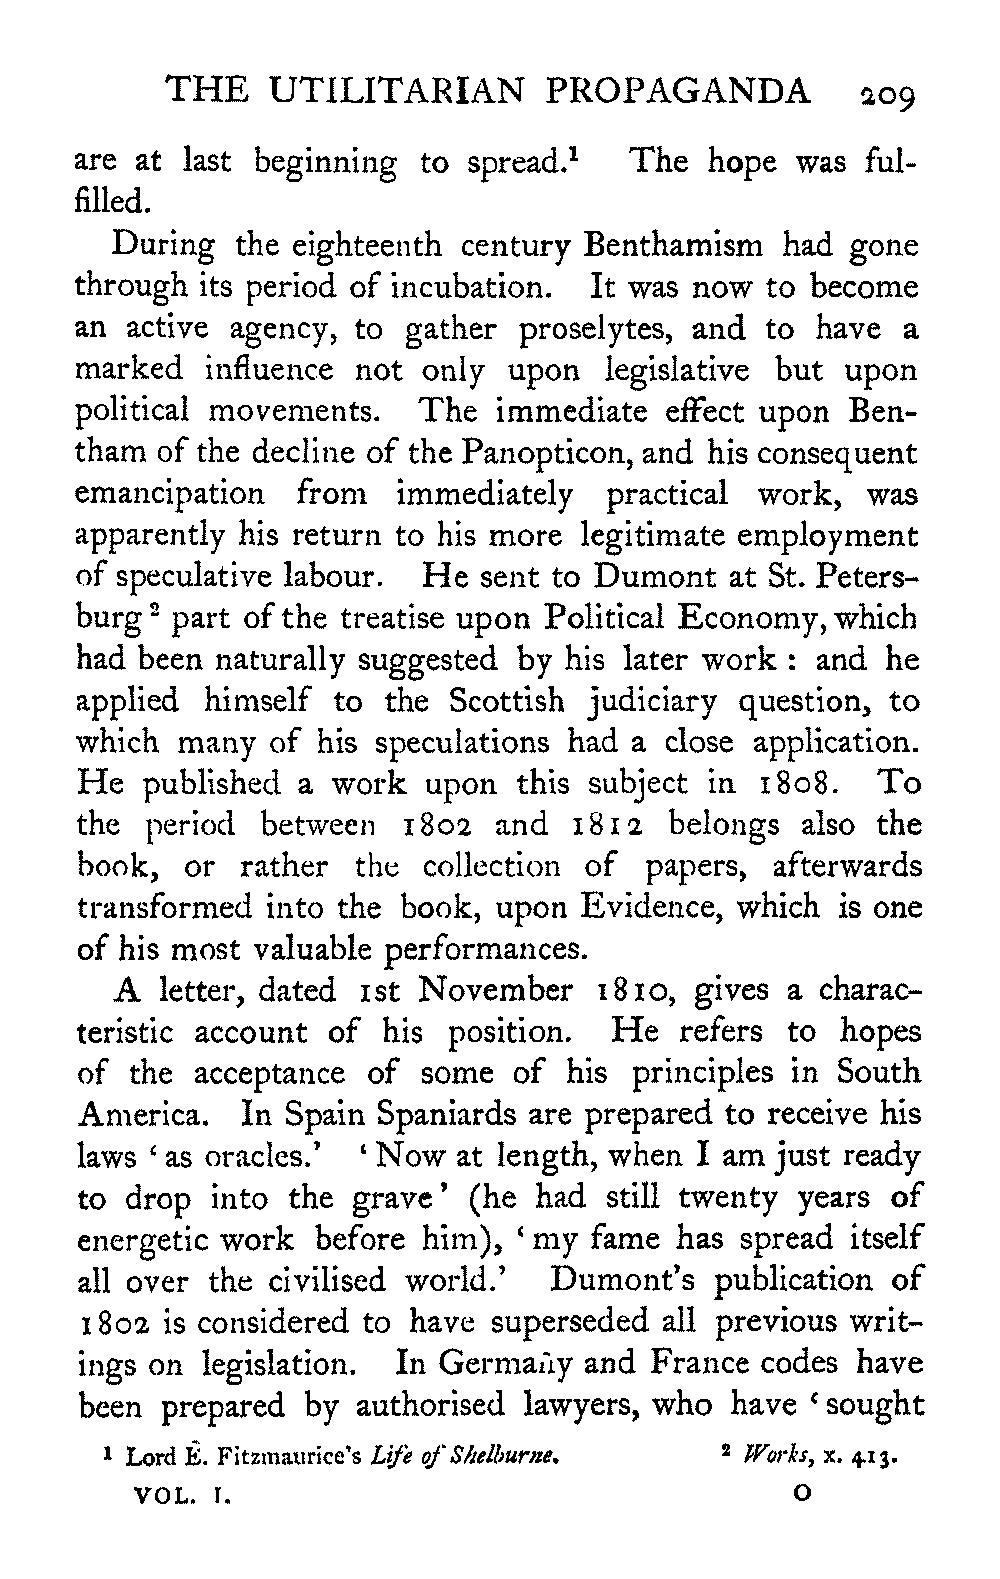 THE UTILITARIAN PROPAGANDA 209
are at last beginning to spread.¹ The hope was ful-
filled.
During the eighteenth century Benthamism had gone
through its period of incubation. It was now to become
an active agency, to gather proselytes, and to have a
marked influence not only upon legislative but upon
political movements. The immediate effect upon Ben-
tham of the decline of the Panopticon, and his consequent
emancipation from immediately practical work, was
apparently his return to his more legitimate employment
of speculative labour. He sent to Dumont at St. Peters-
burg² part of the treatise upon Political Economy, which
had been naturally suggested by his later work : and he
applied himself to the Scottish judiciary question, to
which many of his speculations had a close application.
He published a work upon this subject in 1808. To
the period between 1802 and 1812 belongs also the
book, or rather the collection of papers, afterwards
transformed into the book, upon Evidence, which is one
of his most valuable performances.
A letter, dated 1st November 1810, gives a charac-
teristic account of his position. He refers to hopes
of the acceptance of some of his principles in South
America. In Spain Spaniards are prepared to receive his
laws ‘as oracles.’ ‘Now at length, when I am just ready
to drop into the grave’ (he had still twenty years of
energetic work before him), ‘my fame has spread itself
all over the civilised world.’ Dumont's publication of
1802 is considered to have superseded all previous writ-
ings on legislation. In Germany and France codes have
been prepared by authorised lawyers, who have ‘sought
¹ Lord E. Fitzmaurice's Life of Shelburne. ² Works, x. 413.
VOL. I. O